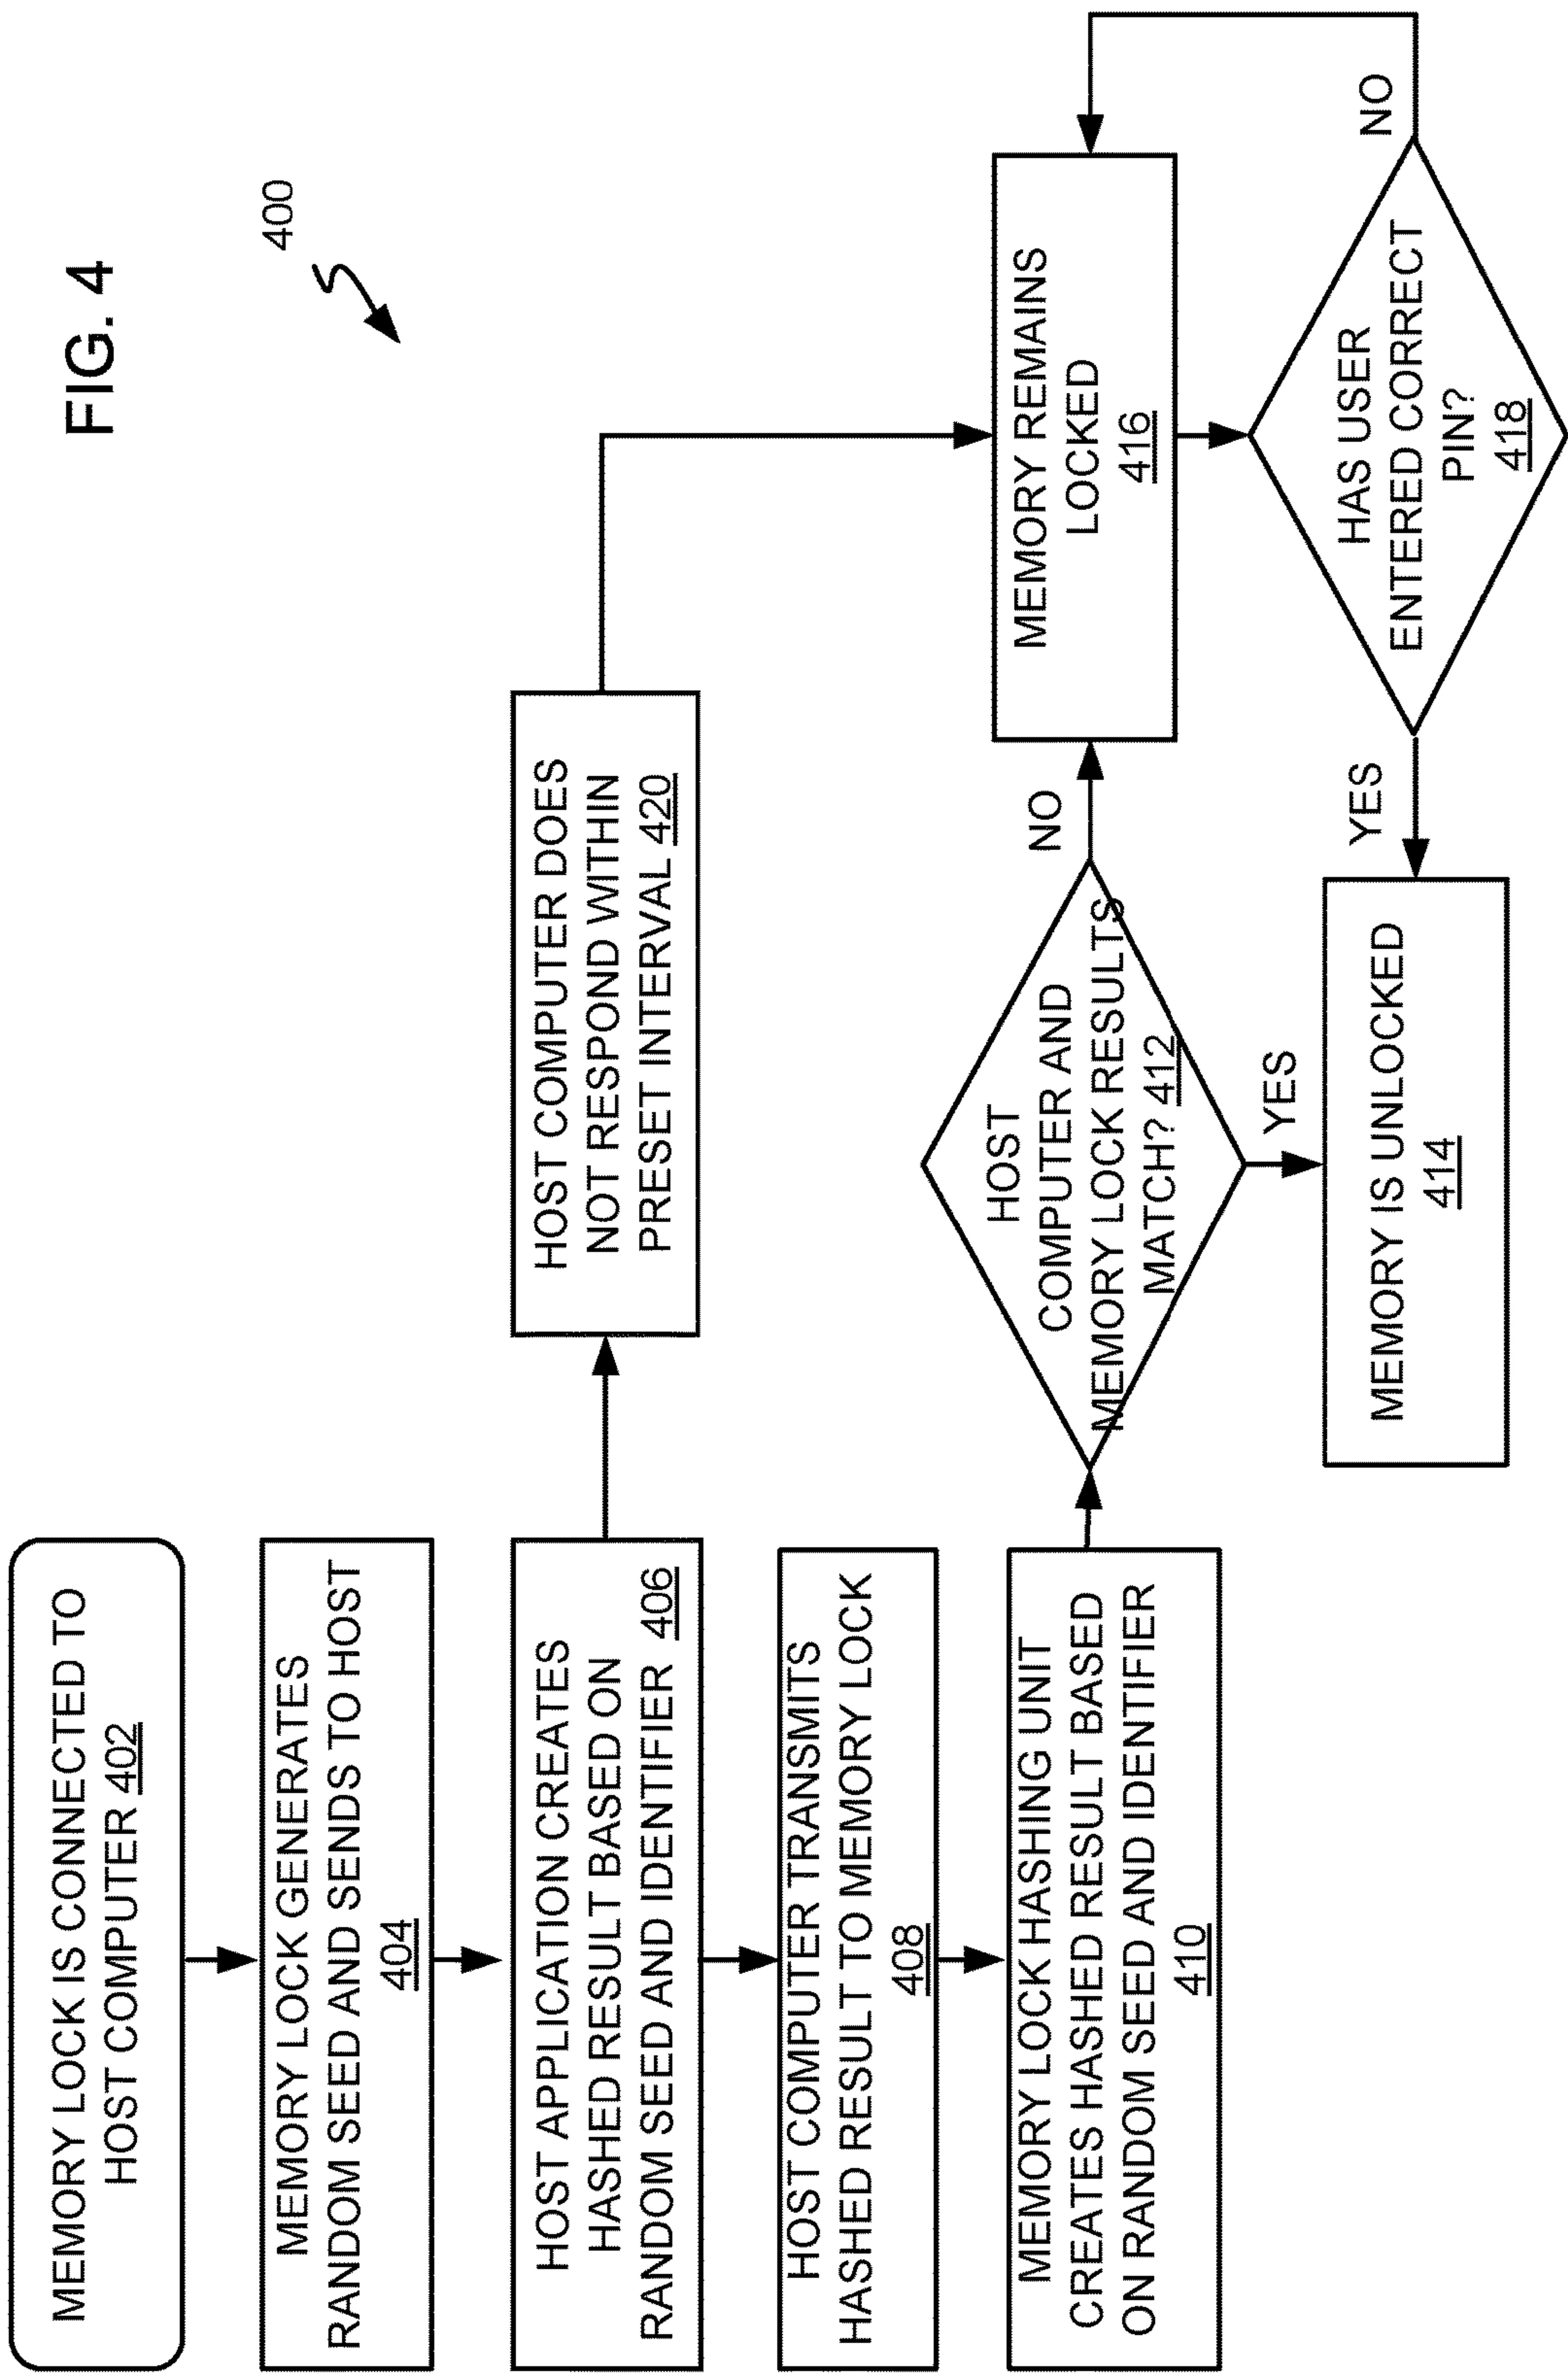 FIG. 4
400
MEMORY LOCK IS CONNECTED TO
HOST COMPUTER 402
MEMORY LOCK GENERATES
RANDOM SEED AND SENDS TO HOST
404
HOST APPLICATION CREATES
HASHED RESULT BASED ON
RANDOM SEED AND IDENTIFIER 406
HOST COMPUTER DOES
NOT RESPOND WITHIN
PRESET INTERVAL 420
HOST COMPUTER TRANSMITS
HASHED RESULT TO MEMORY LOCK
408
MEMORY LOCK HASHING UNIT
CREATES HASHED RESULT BASED
ON RANDOM SEED AND IDENTIFIER
410
HOST
COMPUTER AND
MEMORY LOCK RESULTS
MATCH? 412
NO
YES
MEMORY REMAINS
LOCKED
416
MEMORY IS UNLOCKED
414
YES
HAS USER
ENTERED CORRECT
PIN?
418
NO